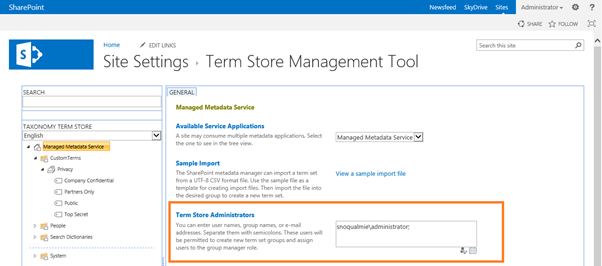 SharePoint
Newsfeed SkyDrive Sites Administrator ?
SHARE FOLLOW
S
Home EDIT LINKS
Search this site
Site Settings › Term Store Management Tool
SEARCH
TAXONOMY TERM STORE
English
Managed Metadata Service
CustomTerms
Privacy
Company Confidential
Partners Only
Public
Top Secret
People
Search Dictionaries
System
GENERAL
Managed Metadata Service
Available Service Applications
A site may consume multiple metadata applications. Select
the one to see in the tree view.
Managed Metadata Service
Sample Import
The SharePoint metadata manager can import a term set
from a UTF-8 CSV format file. Use the sample file as a
template for creating import files. Then import the file into
the desired group to create a new term set.
View a sample import file
Term Store Administrators
You can enter user names, group names, or e-mail
addresses. Separate them with semicolons. These users will
be permitted to create new term set groups and assign
users to the group manager role.
snoqualmie\administrator;